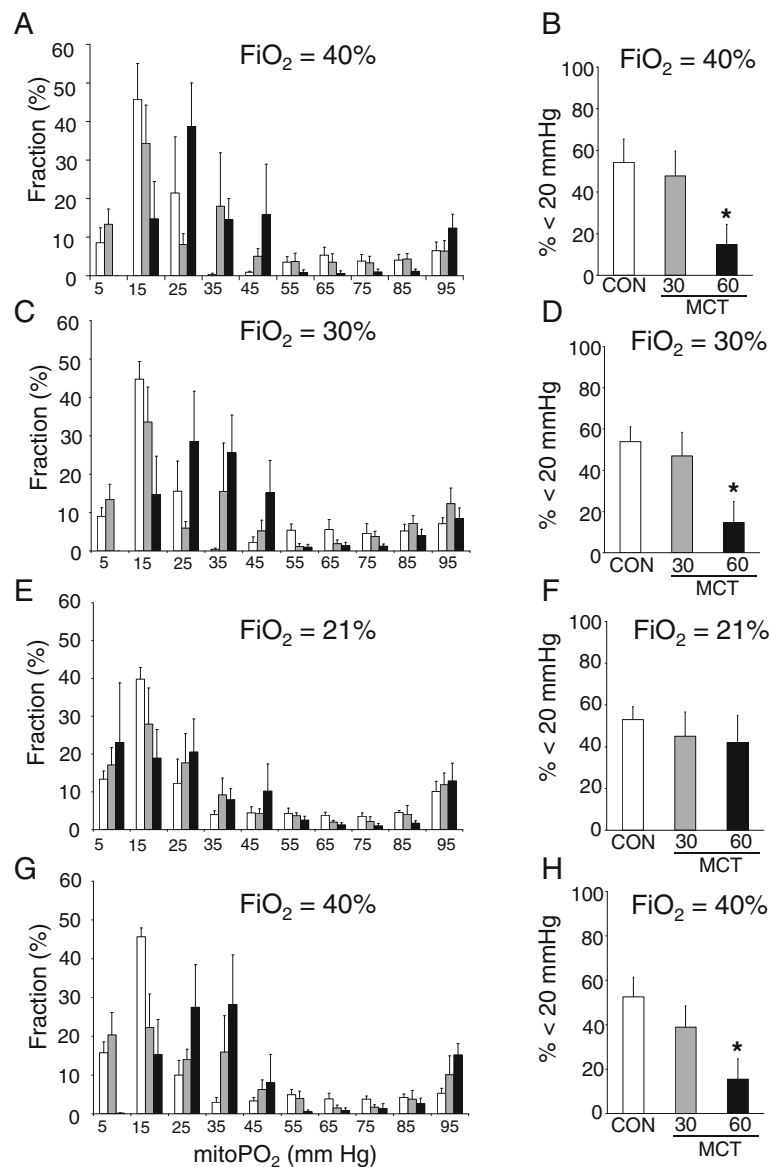 A
FiO2 = 40%
Fraction (%)
60
50
40
30
20
10
0
5 15 25 35 45 55 65 75 85 95
B
FiO2 = 40%
% < 20 mmHg
100
80
60
40
20
0
*
CON 30 60
MCT
C
FiO2 = 30%
Fraction (%)
60
50
40
30
20
10
0
5 15 25 35 45 55 65 75 85 95
D
FiO2 = 30%
% < 20 mmHg
100
80
60
40
20
0
*
CON 30 60
MCT
E
FiO2 = 21%
Fraction (%)
60
50
40
30
20
10
0
5 15 25 35 45 55 65 75 85 95
F
FiO2 = 21%
% < 20 mmHg
100
80
60
40
20
0
CON 30 60
MCT
G
FiO2 = 40%
Fraction (%)
60
50
40
30
20
10
0
5 15 25 35 45 55 65 75 85 95
mitoPO2 (mm Hg)
H
FiO2 = 40%
% < 20 mmHg
100
80
60
40
20
0
*
CON 30 60
MCT